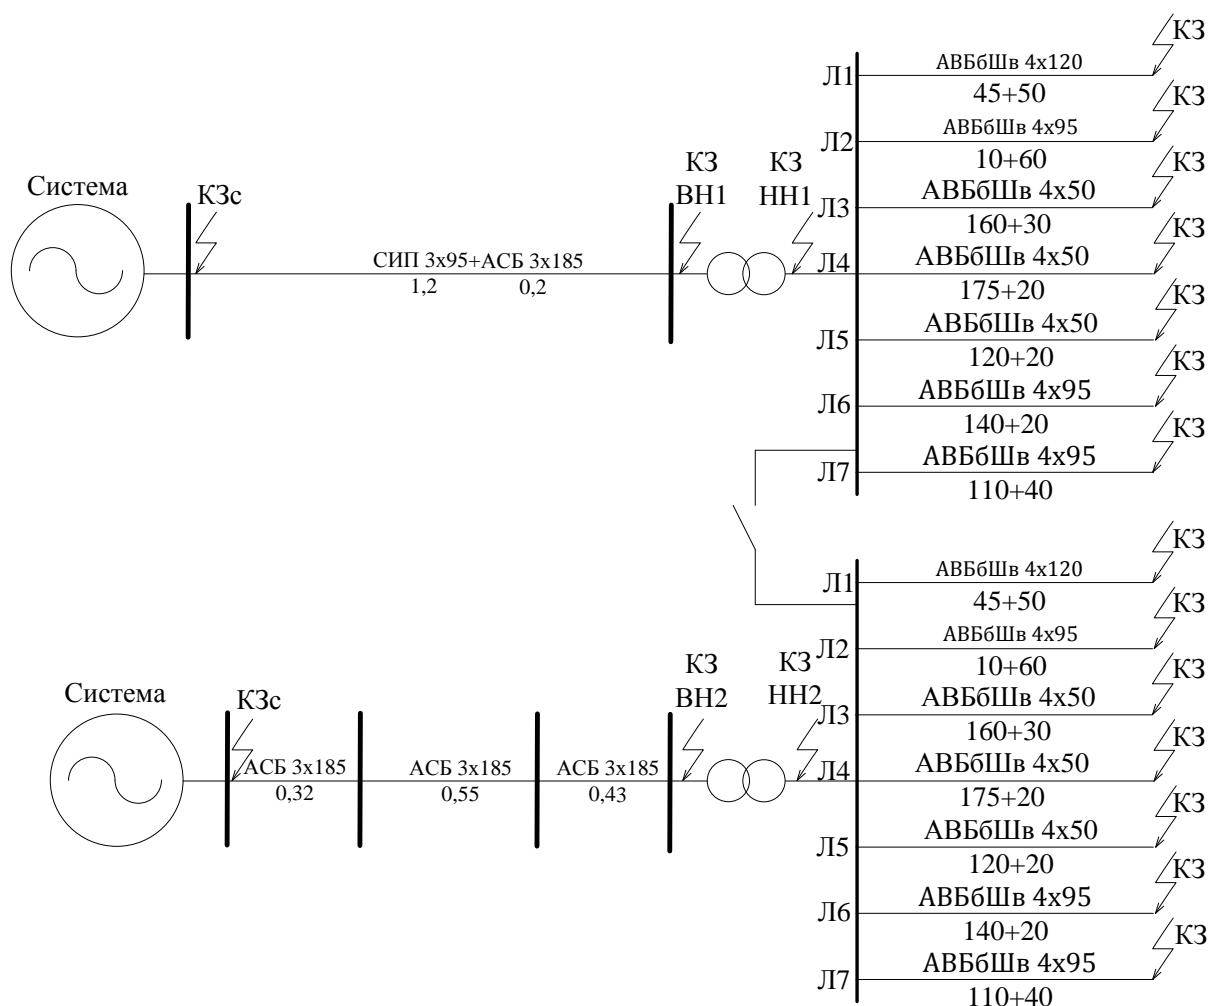 КЗ
Л1
АВБбШв 4х120
45+50
КЗ
Л2
АВБбШв 4х95
10+60
КЗ
АВБбШв 4х50
Л3
160+30
КЗ
АВБбШв 4х50
Л4
175+20
КЗ
АВБбШв 4х50
Л5
120+20
КЗ
АВБбШв 4х95
Л6
140+20
КЗ
АВБбШв 4х95
Л7
110+40
Система
КЗс
СИП 3х95+АСБ 3х185
1,2
0,2
КЗ
ВН1
КЗ
НН1
КЗ
Л1
АВБбШв 4х120
45+50
КЗ
Л2
АВБбШв 4х95
10+60
КЗ
АВБбШв 4х50
Л3
160+30
КЗ
АВБбШв 4х50
Л4
175+20
КЗ
АВБбШв 4х50
Л5
120+20
КЗ
АВБбШв 4х95
Л6
140+20
КЗ
АВБбШв 4х95
Л7
110+40
Система
КЗс
АСБ 3х185
0,32
АСБ 3х185
0,55
АСБ 3х185
0,43
КЗ
ВН2
КЗ
НН2